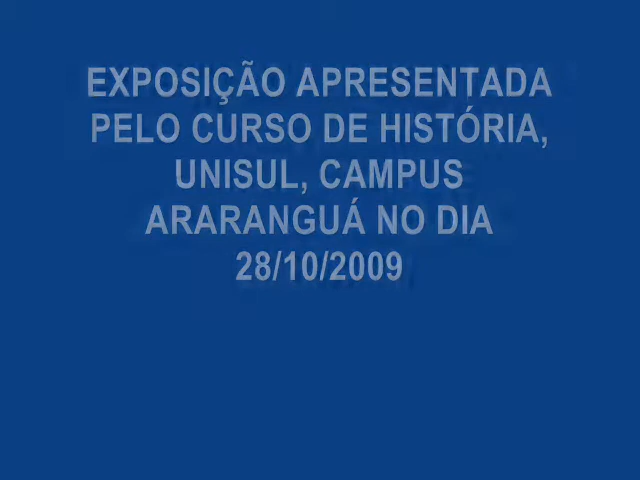 EXPOSIÇÃO APRESENTADA
PELO CURSO DE HISTÓRIA,
UNISUL, CAMPUS
ARARANGUÁ NO DIA
28/10/2009